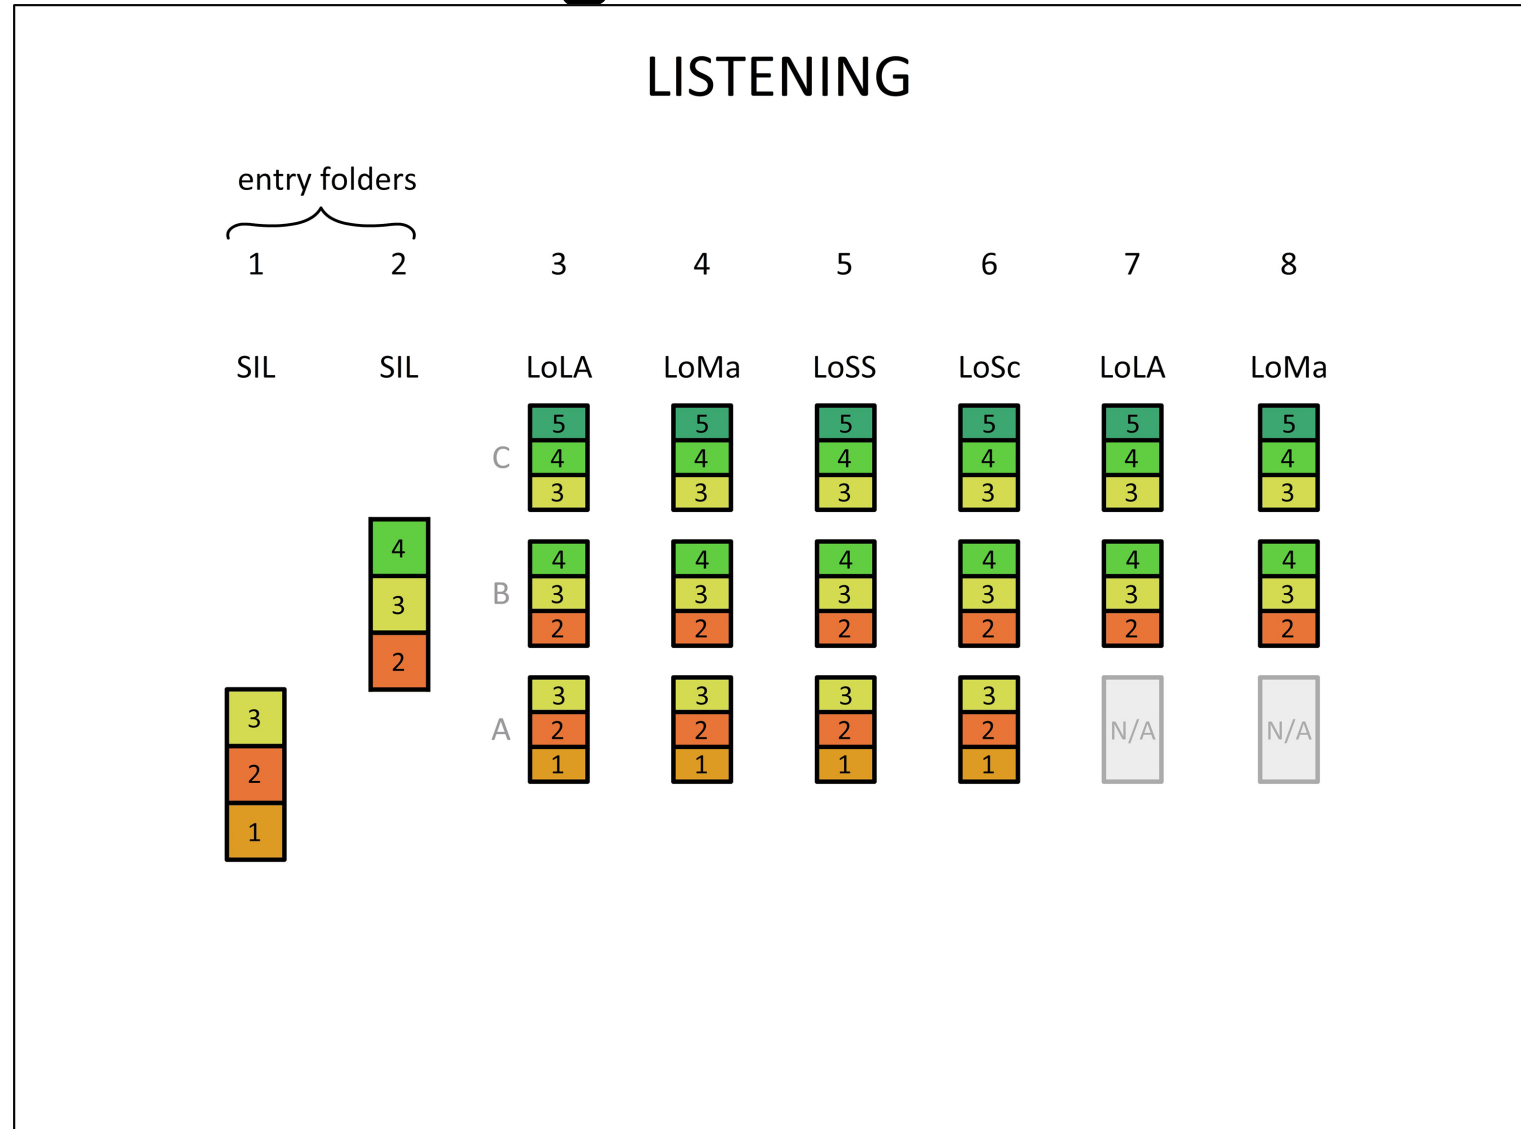 LISTENING
entry folders
1 2 3 4 5 6 7 8
SIL SIL LoLA LoMa LoSS LoSc LoLA LoMa
5 5 5 5 5 5
C 4 4 4 4 4 4
3 3 3 3 3 3
4 4 4 4 4 4 4
3 B 3 3 3 3 3 3
2 2 2 2 2 2 2
3 3 3 3 3
2 A 2 2 2 2 N/A N/A
1 1 1 1 1